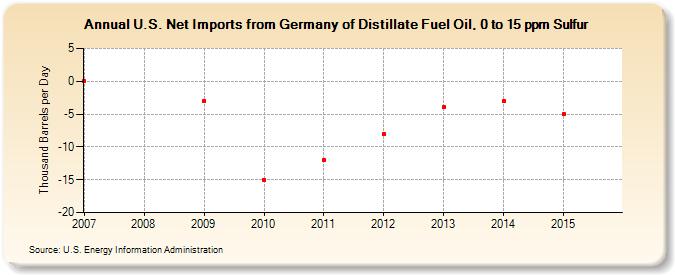 Annual U.S. Net Imports from Germany of Distillate Fuel Oil, 0 to 15 ppm Sulfur
Thousand Barrels per Day
5
0
-5
-10
-15
-20
2007 2008 2009 2010 2011 2012 2013 2014 2015
Source: U.S. Energy Information Administration